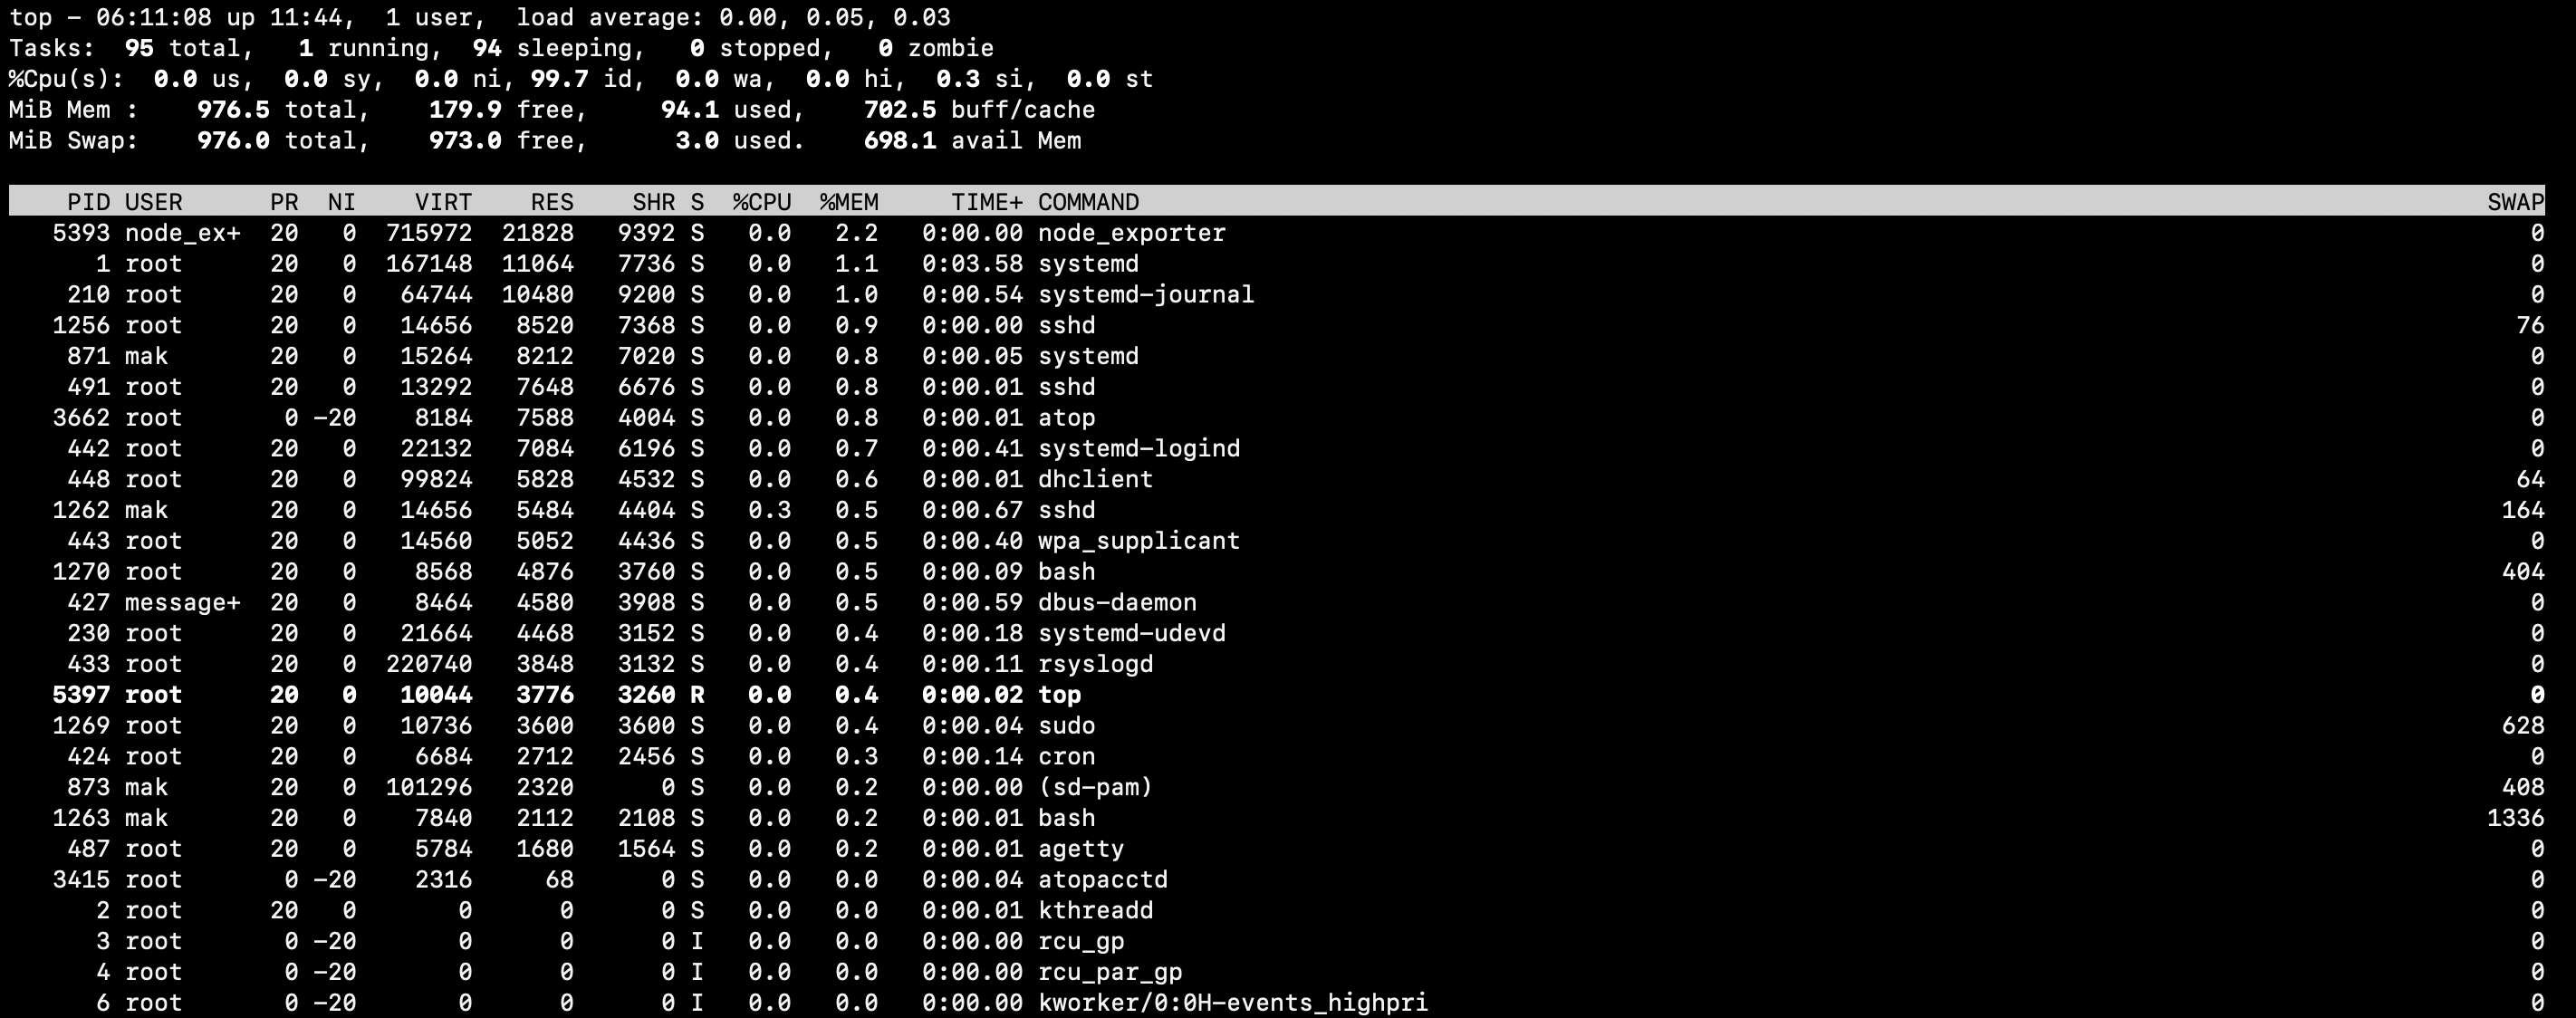 top - 06:11:08 up 11:44,  1 user,  load average: 0.00, 0.05, 0.03
Tasks:  95 total,   1 running,  94 sleeping,   0 stopped,   0 zombie
%Cpu(s):  0.0 us,  0.0 sy,  0.0 ni, 99.7 id,  0.0 wa,  0.0 hi,  0.3 si,  0.0 st
MiB Mem :    976.5 total,    179.9 free,     94.1 used,    702.5 buff/cache
MiB Swap:    976.0 total,    973.0 free,      3.0 used.    698.1 avail Mem
PID USER      PR  NI    VIRT    RES    SHR S  %CPU  %MEM     TIME+ COMMAND SWAP
5393 node_ex+  20   0  715972  21828   9392 S   0.0   2.2   0:00.00 node_exporter 0
1 root      20   0  167148  11064   7736 S   0.0   1.1   0:03.58 systemd 0
210 root      20   0   64744  10480   9200 S   0.0   1.0   0:00.54 systemd-journal 0
1256 root      20   0   14656   8520   7368 S   0.0   0.9   0:00.00 sshd 76
871 mak       20   0   15264   8212   7020 S   0.0   0.8   0:00.05 systemd 0
491 root      20   0   13292   7648   6676 S   0.0   0.8   0:00.01 sshd 0
3662 root       0 -20    8184   7588   4004 S   0.0   0.8   0:00.01 atop 0
442 root      20   0   22132   7084   6196 S   0.0   0.7   0:00.41 systemd-logind 0
448 root      20   0   99824   5828   4532 S   0.0   0.6   0:00.01 dhclient 64
1262 mak       20   0   14656   5484   4404 S   0.3   0.5   0:00.67 sshd 164
443 root      20   0   14560   5052   4436 S   0.0   0.5   0:00.40 wpa_supplicant 0
1270 root      20   0    8568   4876   3760 S   0.0   0.5   0:00.09 bash 404
427 message+  20   0    8464   4580   3908 S   0.0   0.5   0:00.59 dbus-daemon 0
230 root      20   0   21664   4468   3152 S   0.0   0.4   0:00.18 systemd-udevd 0
433 root      20   0  220740   3848   3132 S   0.0   0.4   0:00.11 rsyslogd 0
5397 root      20   0   10044   3776   3260 R   0.0   0.4   0:00.02 top 0
1269 root      20   0   10736   3600   3600 S   0.0   0.4   0:00.04 sudo 628
424 root      20   0    6684   2712   2456 S   0.0   0.3   0:00.14 cron 0
873 mak       20   0  101296   2320      0 S   0.0   0.2   0:00.00 (sd-pam) 408
1263 mak       20   0    7840   2112   2108 S   0.0   0.2   0:00.01 bash 1336
487 root      20   0    5784   1680   1564 S   0.0   0.2   0:00.01 agetty 0
3415 root       0 -20    2316     68      0 S   0.0   0.0   0:00.04 atopacctd 0
2 root      20   0       0      0      0 S   0.0   0.0   0:00.01 kthreadd 0
3 root       0 -20       0      0      0 I   0.0   0.0   0:00.00 rcu_gp 0
4 root       0 -20       0      0      0 I   0.0   0.0   0:00.00 rcu_par_gp 0
6 root       0 -20       0      0      0 I   0.0   0.0   0:00.00 kworker/0:0H-events_highpri 0